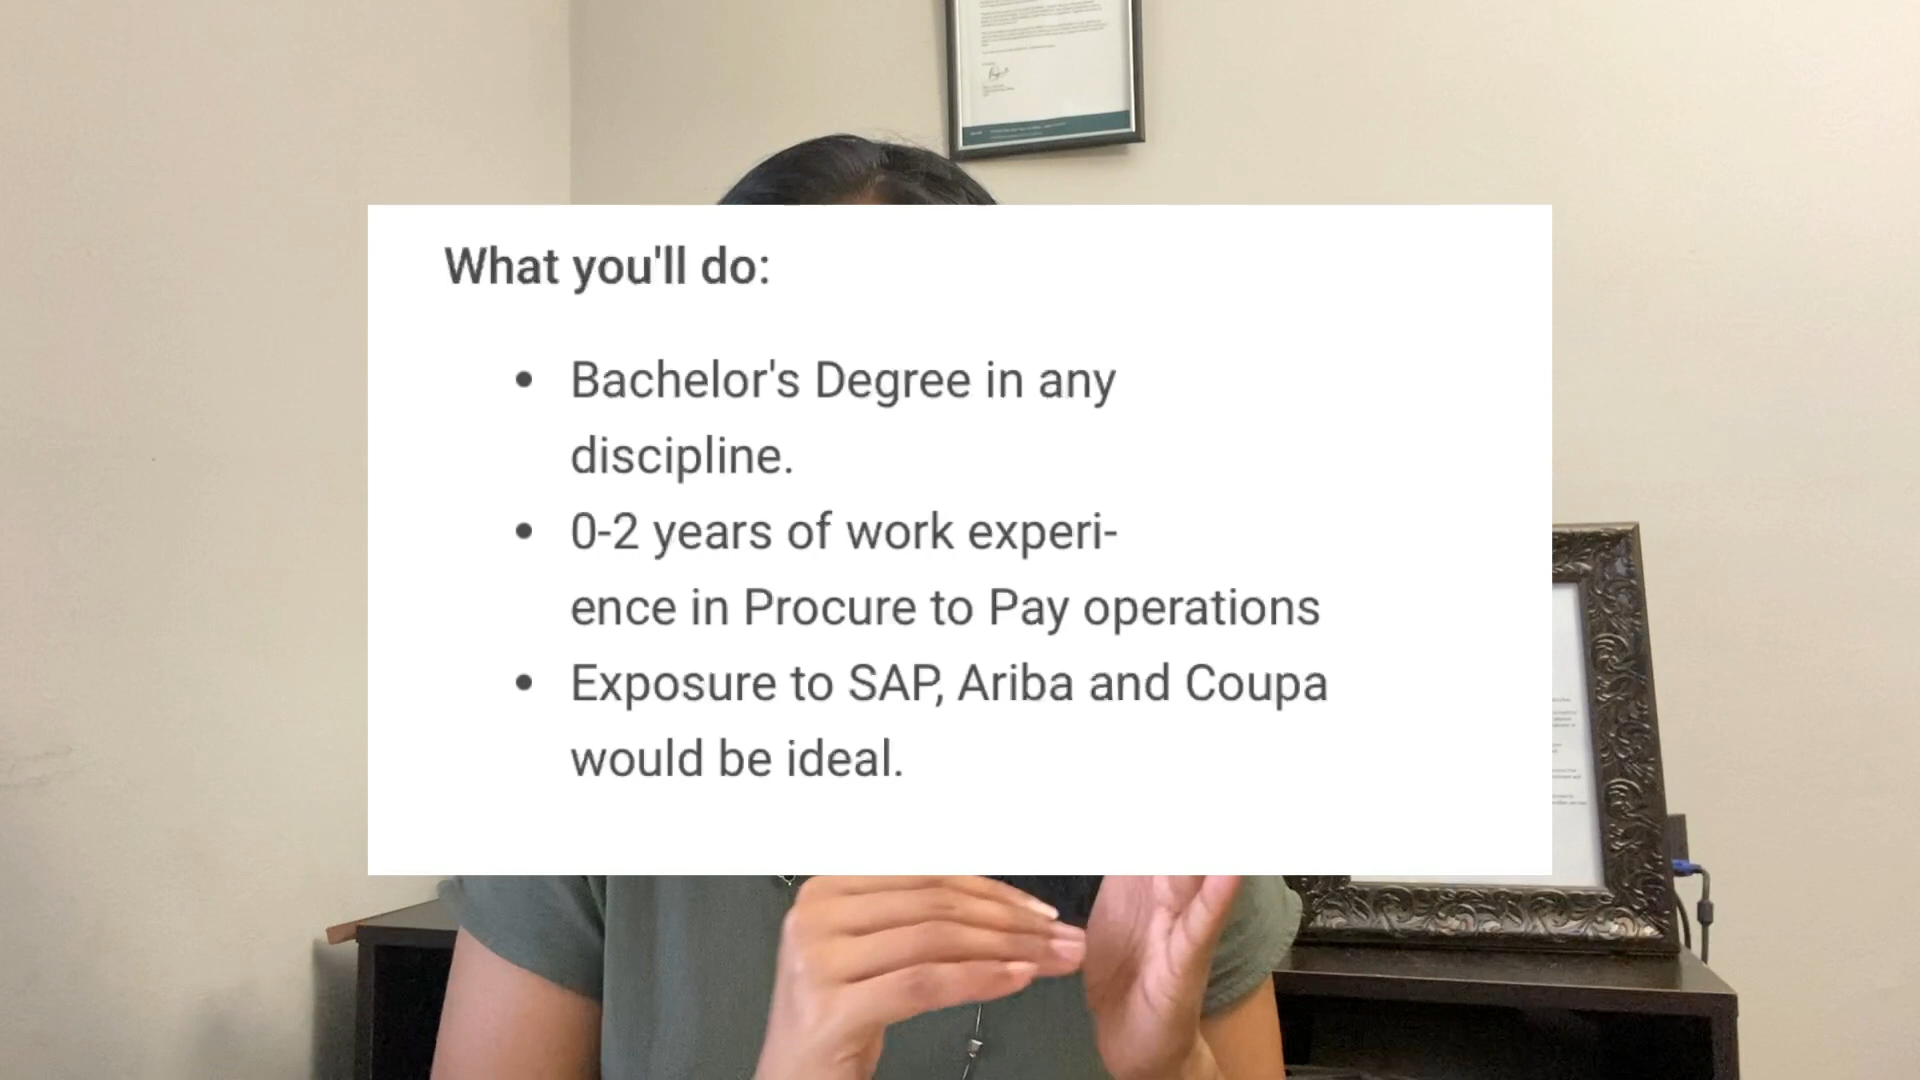 What you'll do:
• Bachelor's Degree in any
discipline.
• 0-2 years of work experi-
ence in Procure to Pay operations
• Exposure to SAP, Ariba and Coupa
would be ideal.